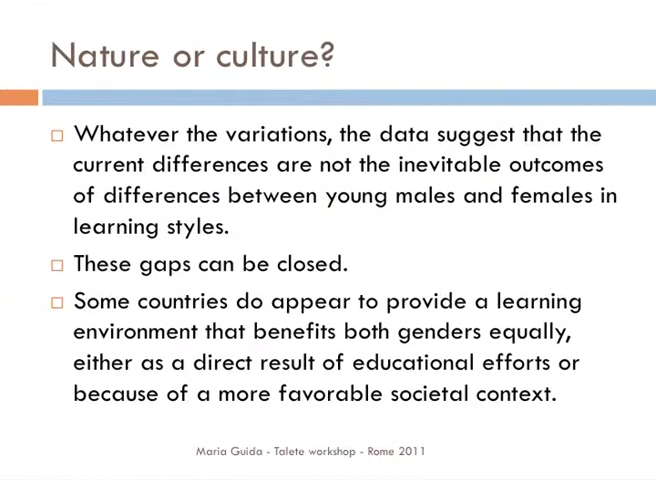 Nature or culture?
Whatever the variations, the data suggest that the
current differences are not the inevitable outcomes
of differences between young males and females in
learning styles.
These gaps can be closed.
Some countries do appear to provide a learning
environment that benefits both genders equally,
either as a direct result of educational efforts or
because of a more favorable societal context.
Maria Guida - Talete workshop - Rome 2011